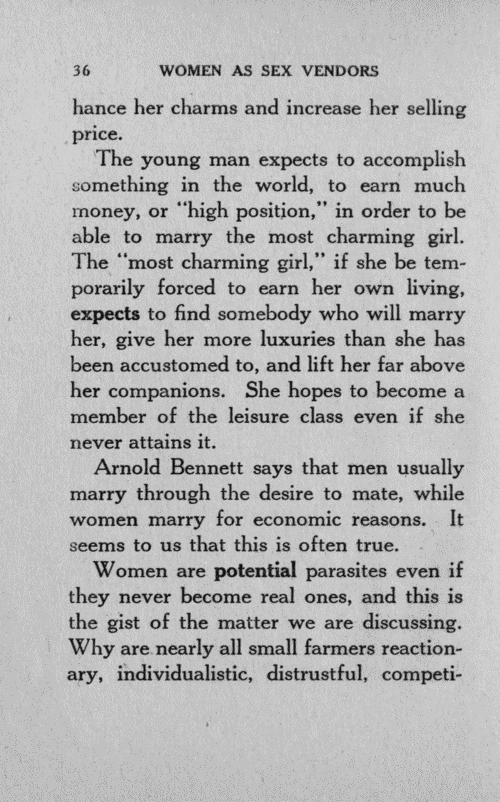 36 WOMEN AS SEX VENDORS
hance her charms and increase her selling
price.
The young man expects to accomplish
something in the world, to earn much
money, or "high position," in order to be
able to marry the most charming girl.
The "most charming girl," if she be tem-
porarily forced to earn her own living,
expects to find somebody who will marry
her, give her more luxuries than she has
been accustomed to, and lift her far above
her companions. She hopes to become a
member of the leisure class even if she
never attains it.
Arnold Bennett says that men usually
marry through the desire to mate, while
women marry for economic reasons. It
seems to us that this is often true.
Women are potential parasites even if
they never become real ones, and this is
the gist of the matter we are discussing.
Why are nearly all small farmers reaction-
ary, individualistic, distrustful, competi-